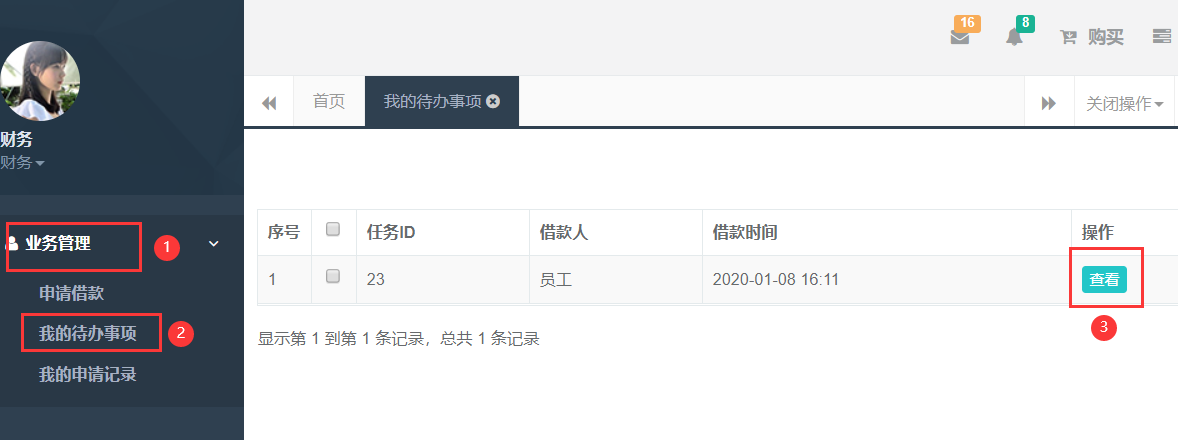 16
8
购买
首页
我的待办事项
关闭操作
财务
财务
业务管理
1
申请借款
我的待办事项
2
我的申请记录
序号 任务ID 借款人 借款时间 操作
1 23 员工 2020-01-08 16:11 查看
3
显示第 1 到第 1 条记录，总共 1 条记录